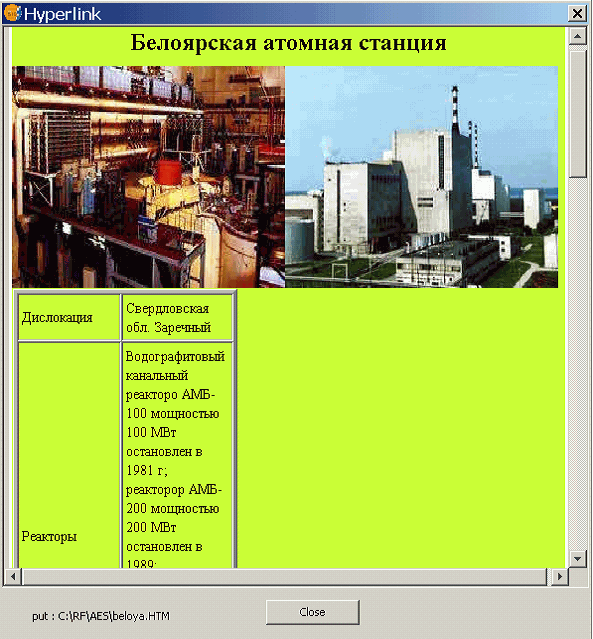 Hyperlink
Белоярская атомная станция
Дислокация
Свердловская
обл. Заречный
Реакторы
Водографитовый
канальный
реакторо АМБ-
100 мощностью
100 МВт
остановлен в
1981 г;
реакторор АМБ-
200 мощностью
200 МВт
остановлен в
1989;
put : C:\RF\AES\beloya.HTM
Close